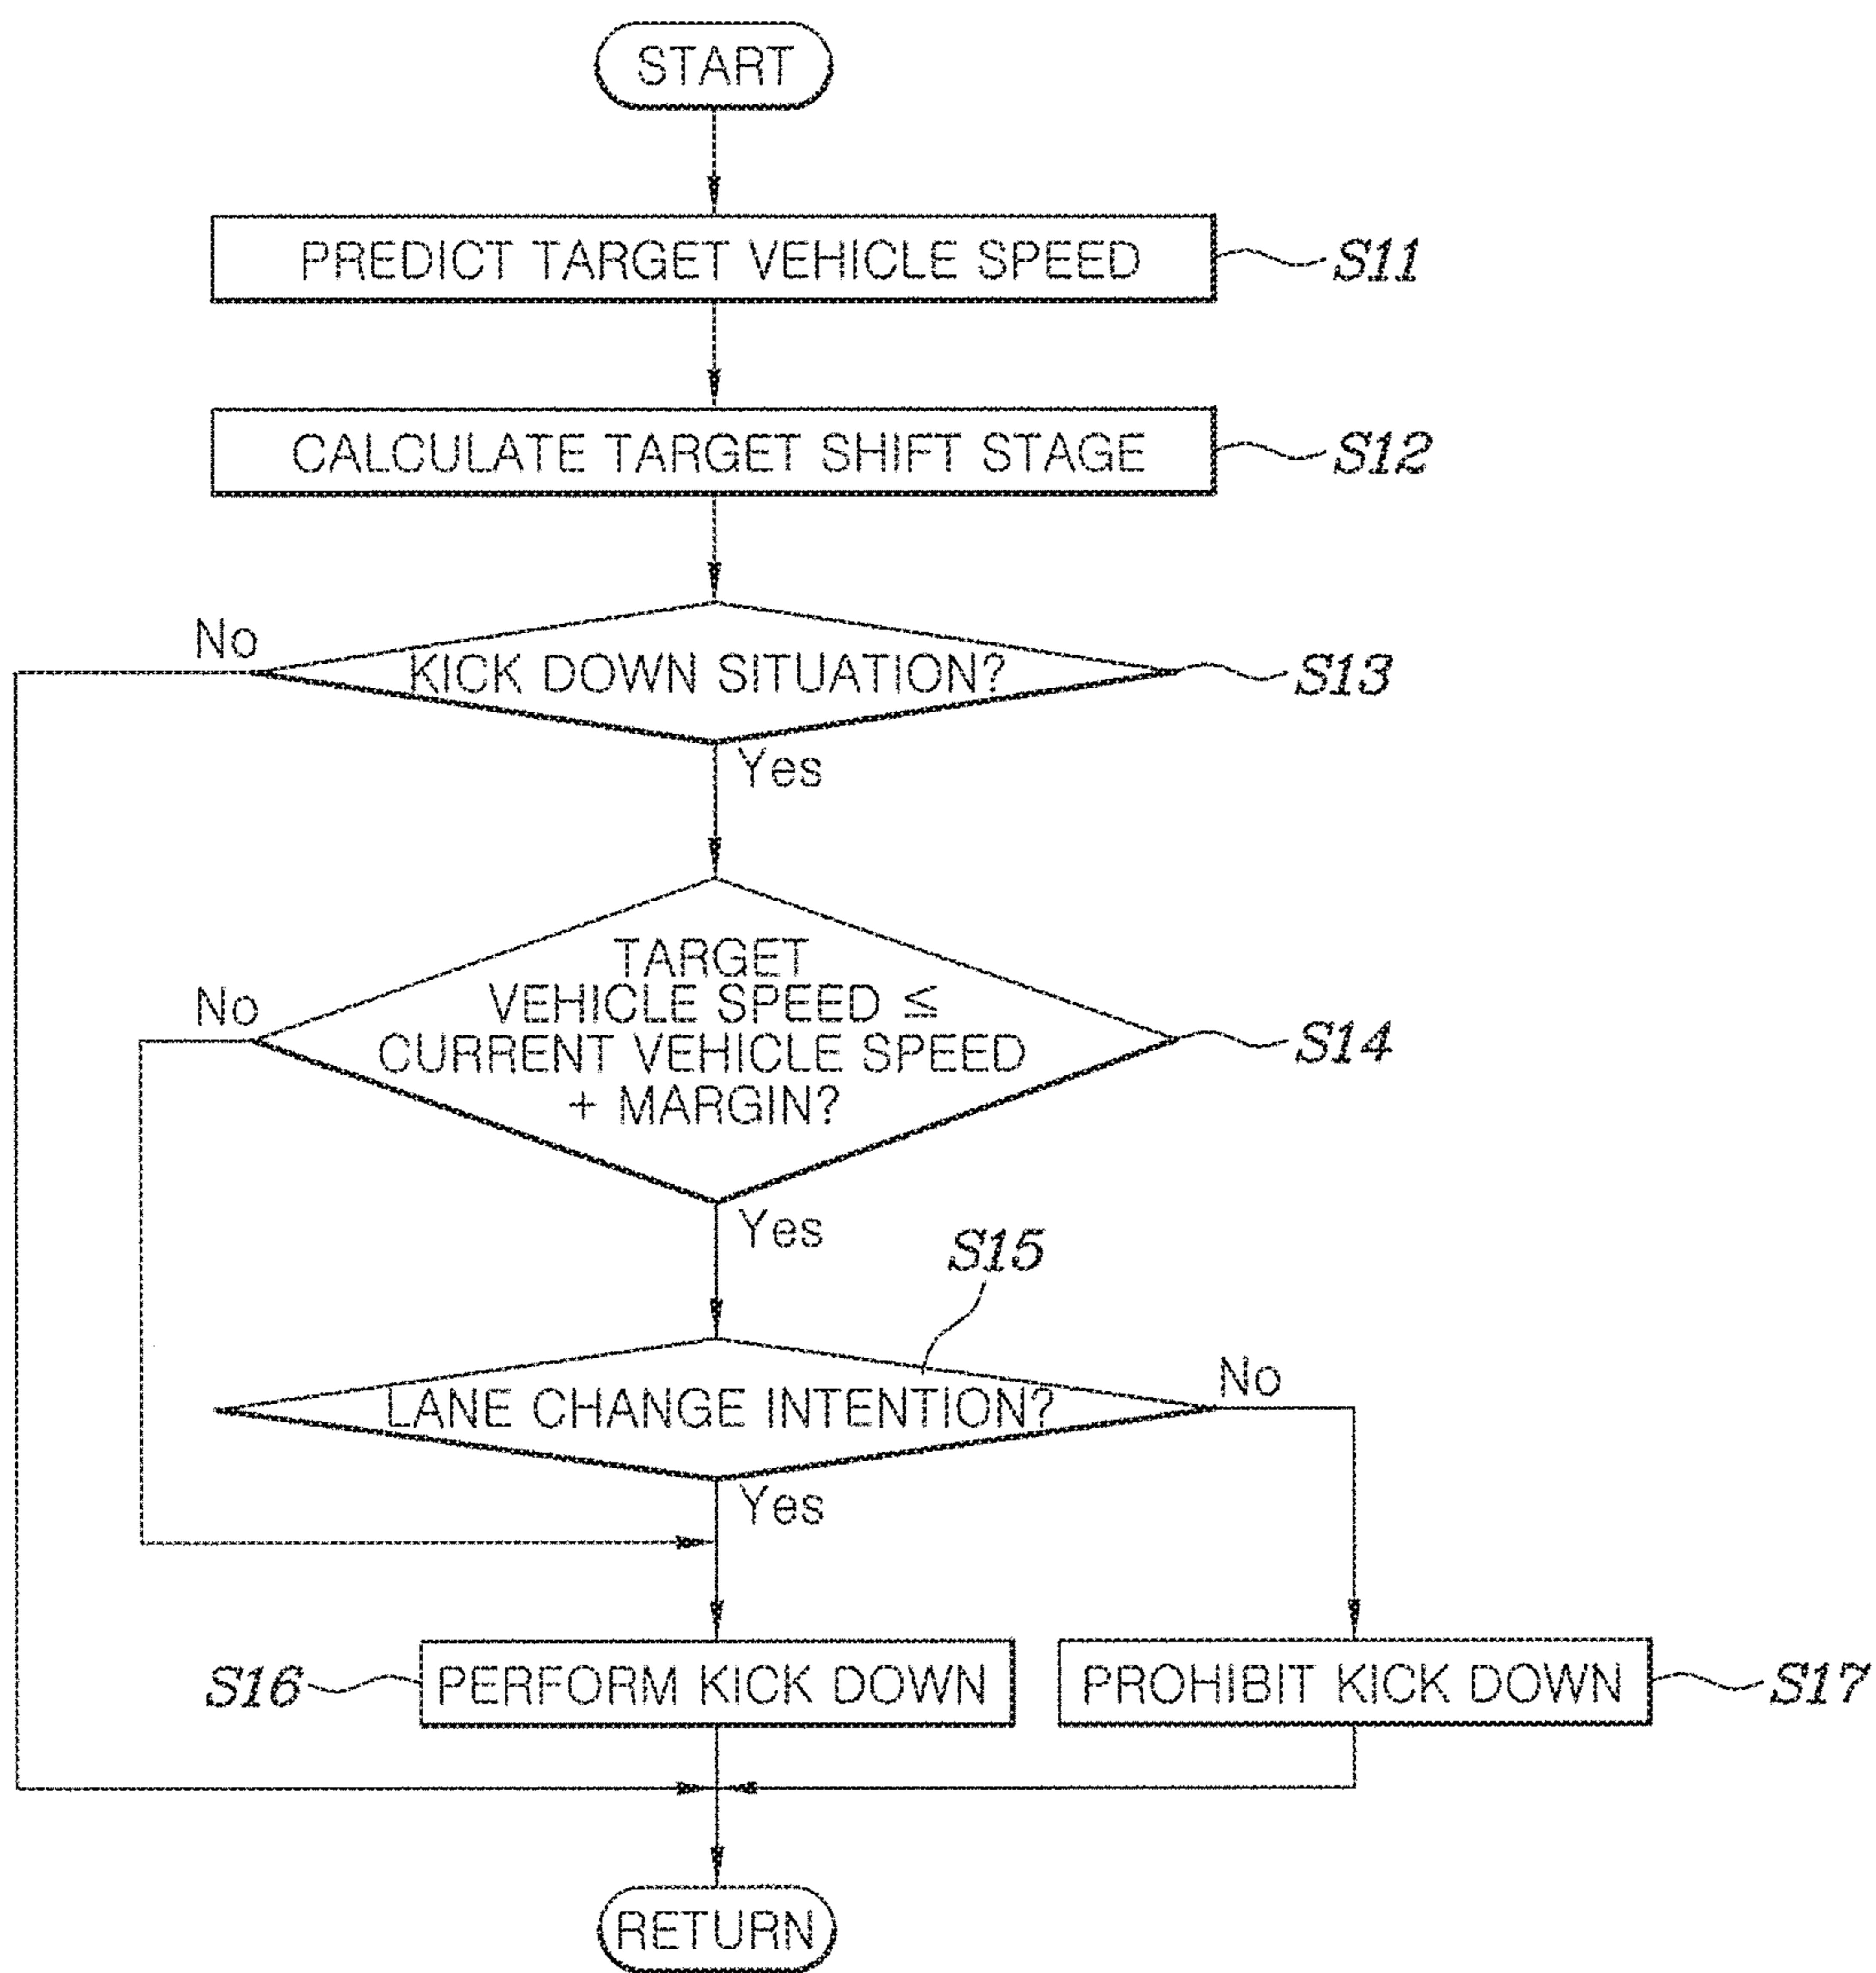 START
PREDICT TARGET VEHICLE SPEED
S11
CALCULATE TARGET SHIFT STAGE
S12
No
KICK DOWN SITUATION?
S13
Yes
TARGET
VEHICLE SPEED ≤
CURRENT VEHICLE SPEED
+ MARGIN?
No
S14
Yes
S15
LANE CHANGE INTENTION?
No
Yes
S16
PERFORM KICK DOWN
PROHIBIT KICK DOWN
S17
RETURN